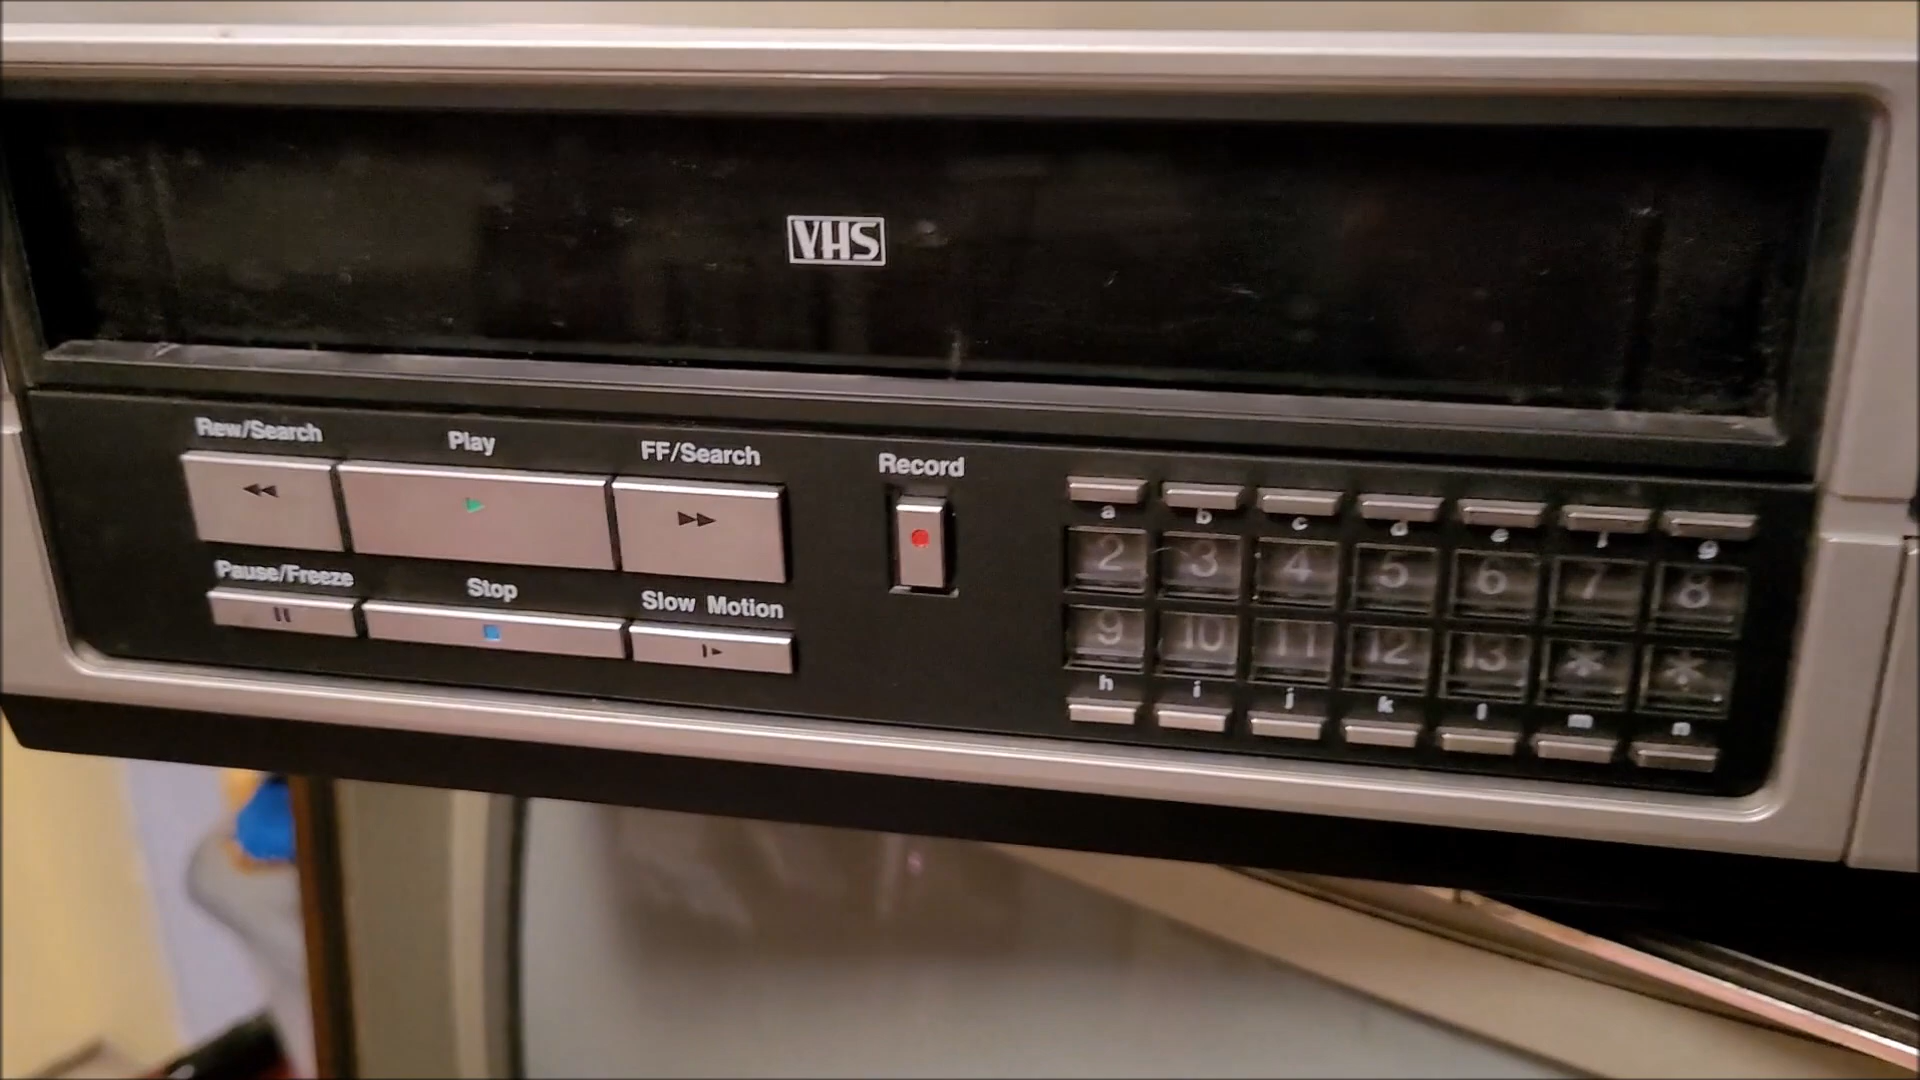 VHS
Rew/Search Play FF/Search Record
Pause/Freeze Stop Slow Motion
a b c d e f g
2 3 4 5 6 7 8
9 10 11 12 13 * *
h i j k l m n